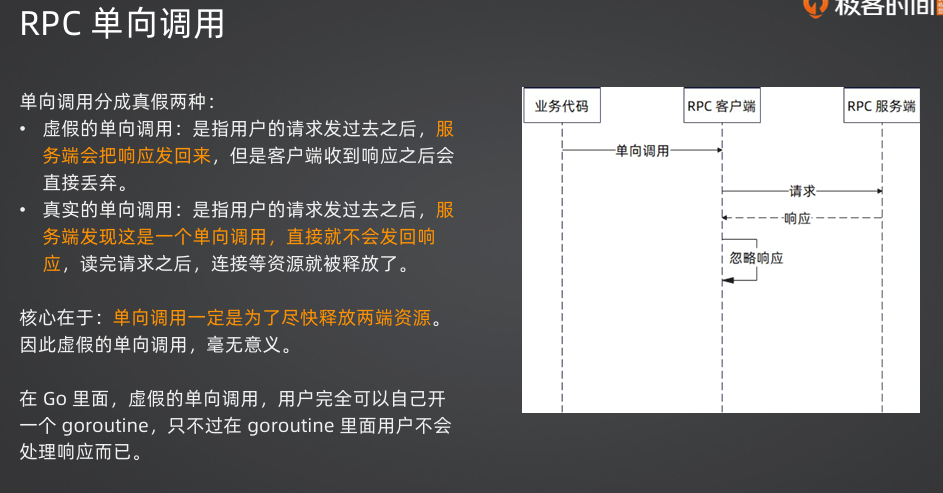 RPC 单向调用
极客时间
单向调用分成真假两种：
• 虚假的单向调用：是指用户的请求发过去之后，服
务端会把响应发回来，但是客户端收到响应之后会
直接丢弃。
• 真实的单向调用：是指用户的请求发过去之后，服
务端发现这是一个单向调用，直接就不会发回响
应，读完请求之后，连接等资源就被释放了。
核心在于：单向调用一定是为了尽快释放两端资源。
因此虚假的单向调用，毫无意义。
在 Go 里面，虚假的单向调用，用户完全可以自己开
一个 goroutine，只不过在 goroutine 里面用户不会
处理响应而已。
业务代码
RPC 客户端
RPC 服务端
单向调用
请求
响应
忽略响应